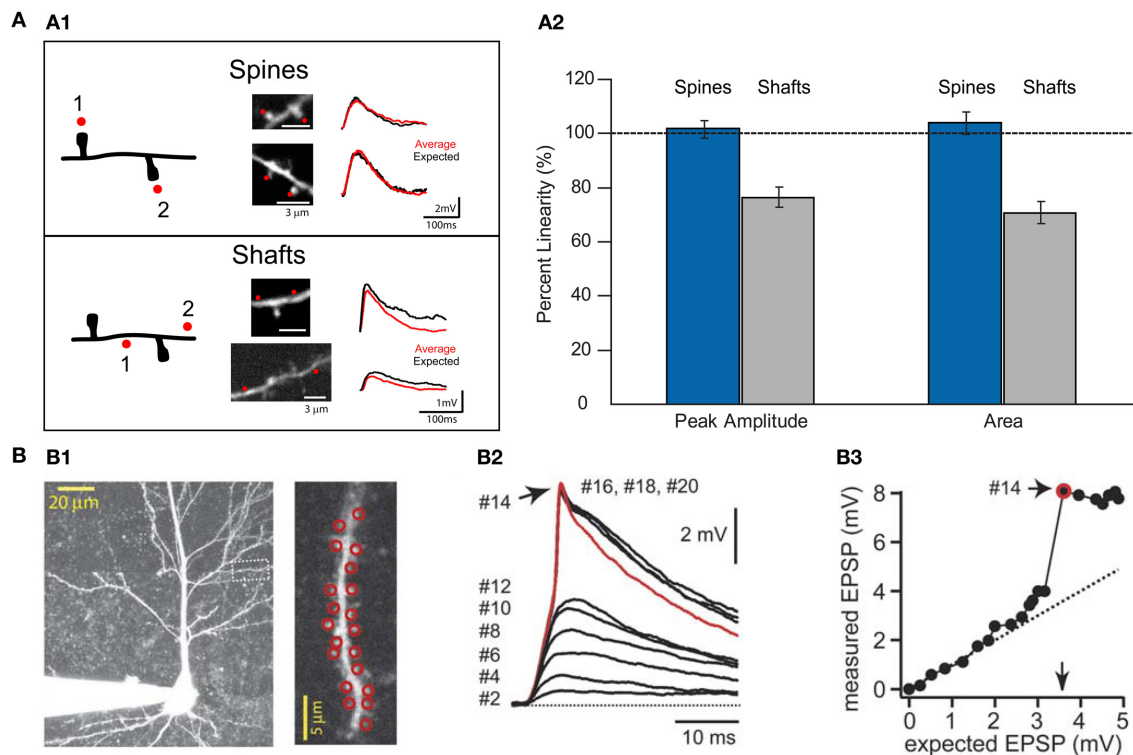 A A1
Spines
1
2
Average
Expected
3 µm
2mV
100ms
Shafts
2
1
Average
Expected
3 µm
1mV
100ms
A2
120
100
80
60
40
20
0
Percent Linearity (%)
Spines Shafts Spines Shafts
Peak Amplitude Area
B B1
20 µm
5 µm
B2
#14
#16, #18, #20
2 mV
#12
#10
#8
#6
#4
#2
10 ms
B3
#14
8
6
4
2
0
measured EPSP (mV)
0 1 2 3 4 5
expected EPSP (mV)